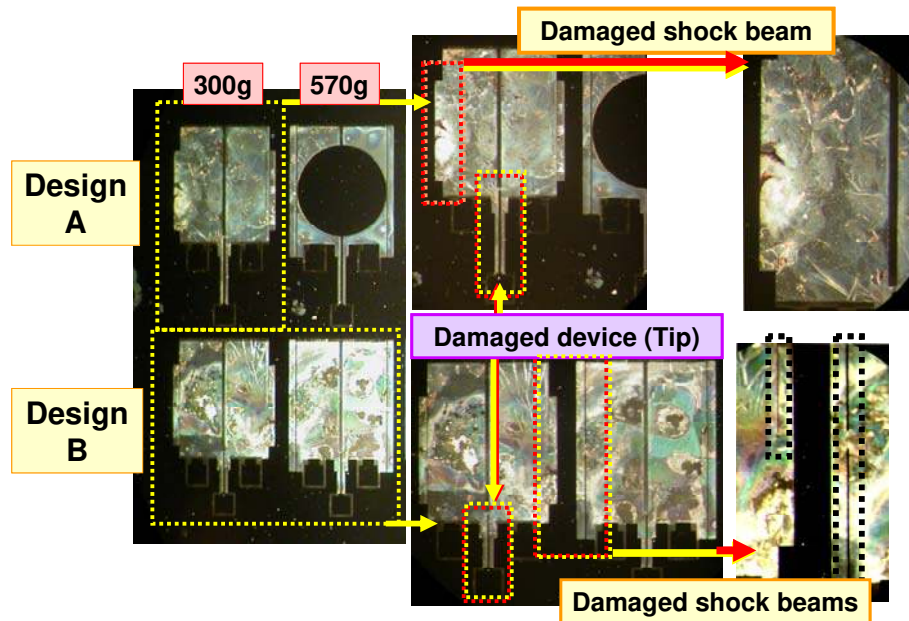 Damaged shock beam
300g
570g
Design
A
Damaged device (Tip)
Design
B
Damaged shock beams